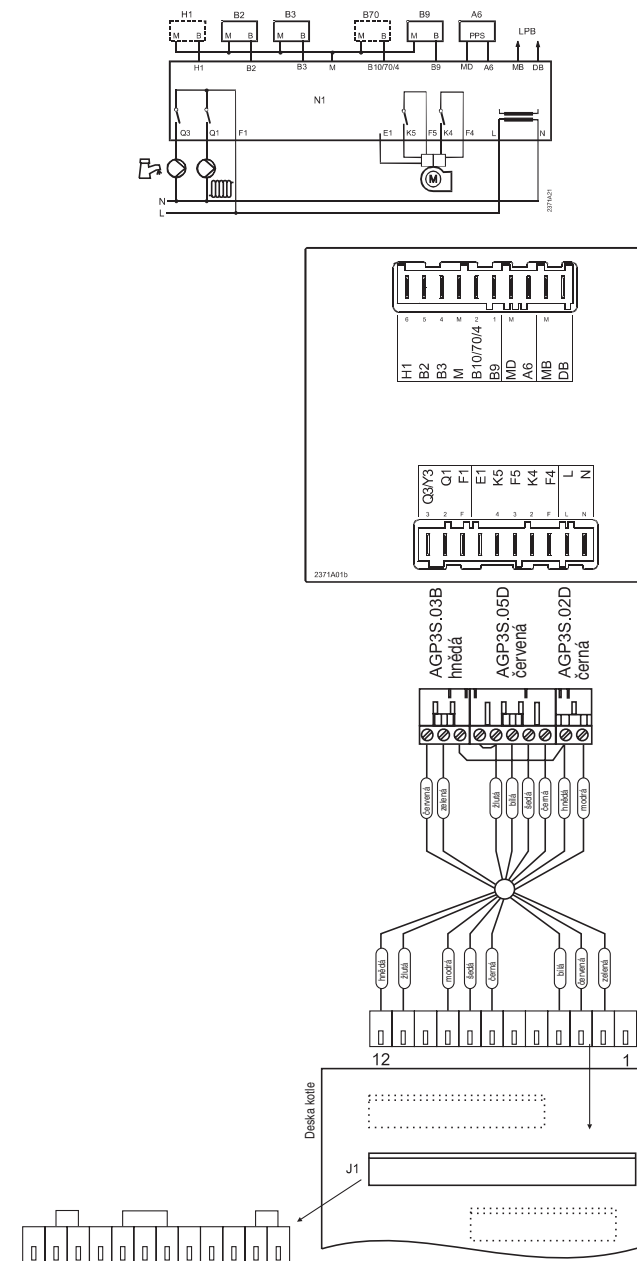 H1 B2 B3 B70 B9 A6 LPB
M B M B M B M B M B PPS
H1 B2 B3 M B10/70/4 B9 MD A6 MB DB
N1
Q3 Q1 F1 E1 K5 F5 K4 F4 L N
M
N
L
2371A21
6 5 4 M 2 1 M M
H1 B2 B3 M B10/70/4 B9 MD A6 MB DB
Q3/Y3 Q1 F1 E1 K5 F5 K4 F4 L N
3 2 F 4 3 2 F L N
2371A01b
AGP3S.03B
hnědá
AGP3S.05D
červená
AGP3S.02D
černá
červená zelená žlutá bílá šedá černá hnědá modrá
hnědá žlutá modrá šedá černá bílá červená zelená
12 1
Deska kotle
J1